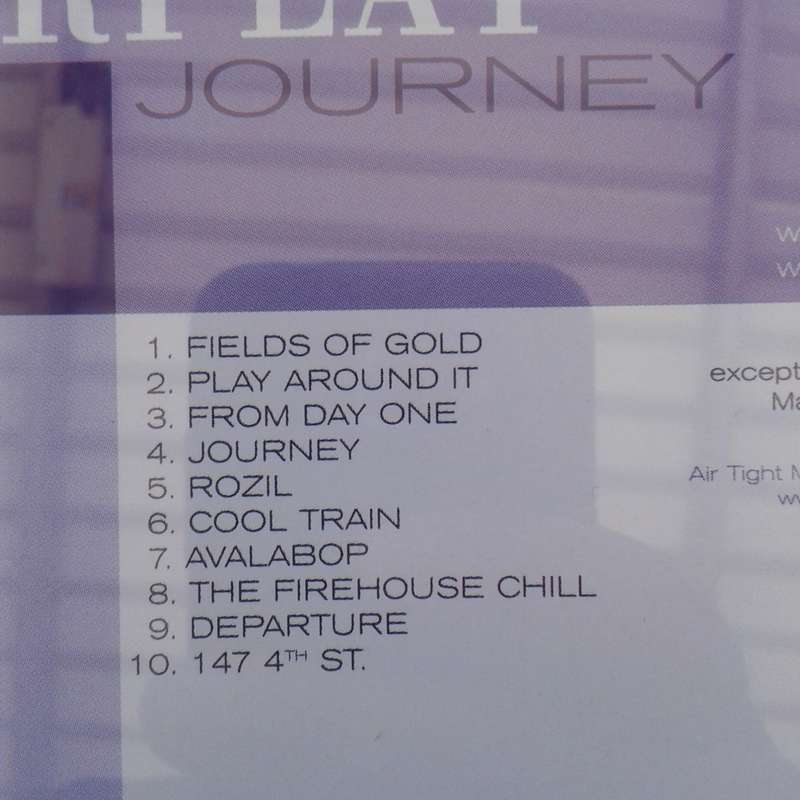 JOURNEY
1. FIELDS OF GOLD
2. PLAY AROUND IT
3. FROM DAY ONE
4. JOURNEY
5. ROZIL
6. COOL TRAIN
7. AVALABOP
8. THE FIREHOUSE CHILL
9. DEPARTURE
10. 147 4TH ST.
except
Air Tight